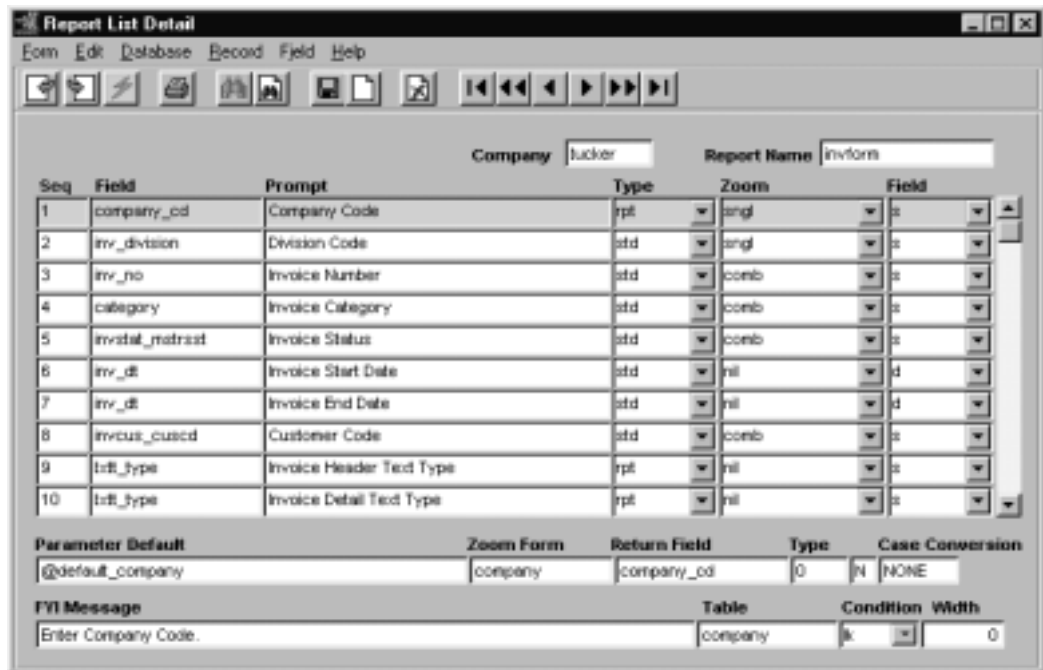 Report List Detail
Form Edit Database Record Field Help
Company tucker Report Name invform
Seq Field Prompt Type Zoom Field
1 company_cd Company Code rpt sngl s
2 inv_division Division Code std sngl s
3 inv_no Invoice Number std comb s
4 category Invoice Category std comb s
5 invstat_mstrsst Invoice Status std comb s
6 inv_dt Invoice Start Date std nil d
7 inv_dt Invoice End Date std nil d
8 invcus_cuscd Customer Code std comb s
9 txtt_type Invoice Header Text Type rpt nil s
10 txtt_type Invoice Detail Text Type rpt nil s
Parameter Default Zoom Form Return Field Type Case Conversion
@default_company company company_cd 0 N NONE
FYI Message Table Condition Width
Enter Company Code. company lk 0